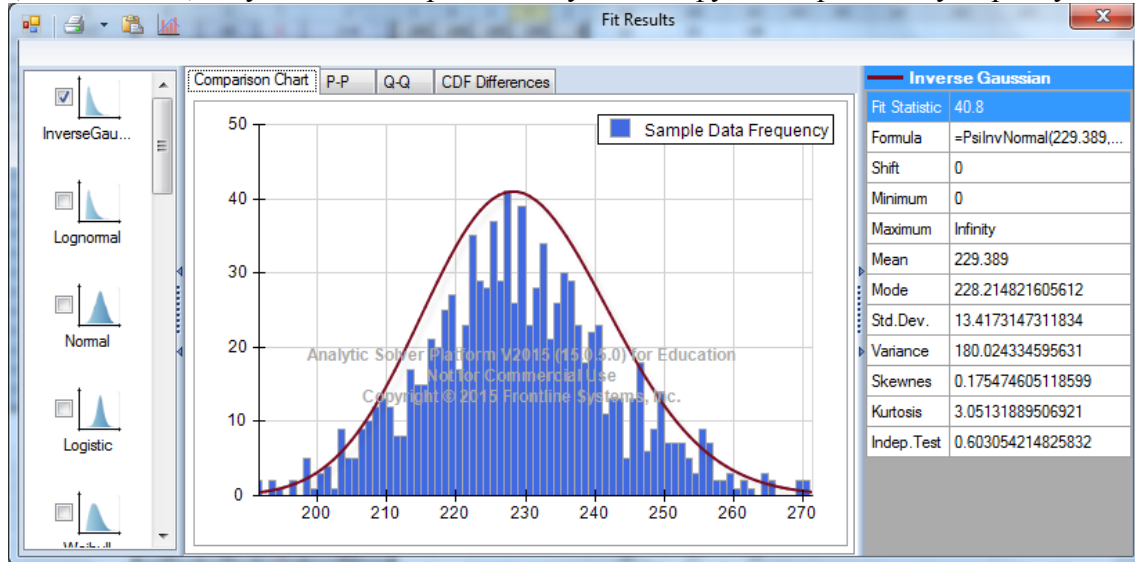 Fit Results
Comparison Chart P-P Q-Q CDF Differences
InverseGau...
Lognormal
Normal
Logistic
Sample Data Frequency
50
40
30
20
10
0
200 210 220 230 240 250 260 270
Analytic Solver Platform V2015 (15.0.5.0) for Education
Not for Commercial Use
Copyright © 2015 Frontline Systems, Inc.
Inverse Gaussian
Fit Statistic 40.8
Formula =PsiInvNormal(229.389,...
Shift 0
Minimum 0
Maximum Infinity
Mean 229.389
Mode 228.214821605612
Std.Dev. 13.4173147311834
Variance 180.024334595631
Skewnes 0.175474605118599
Kurtosis 3.05131889506921
Indep.Test 0.603054214825832